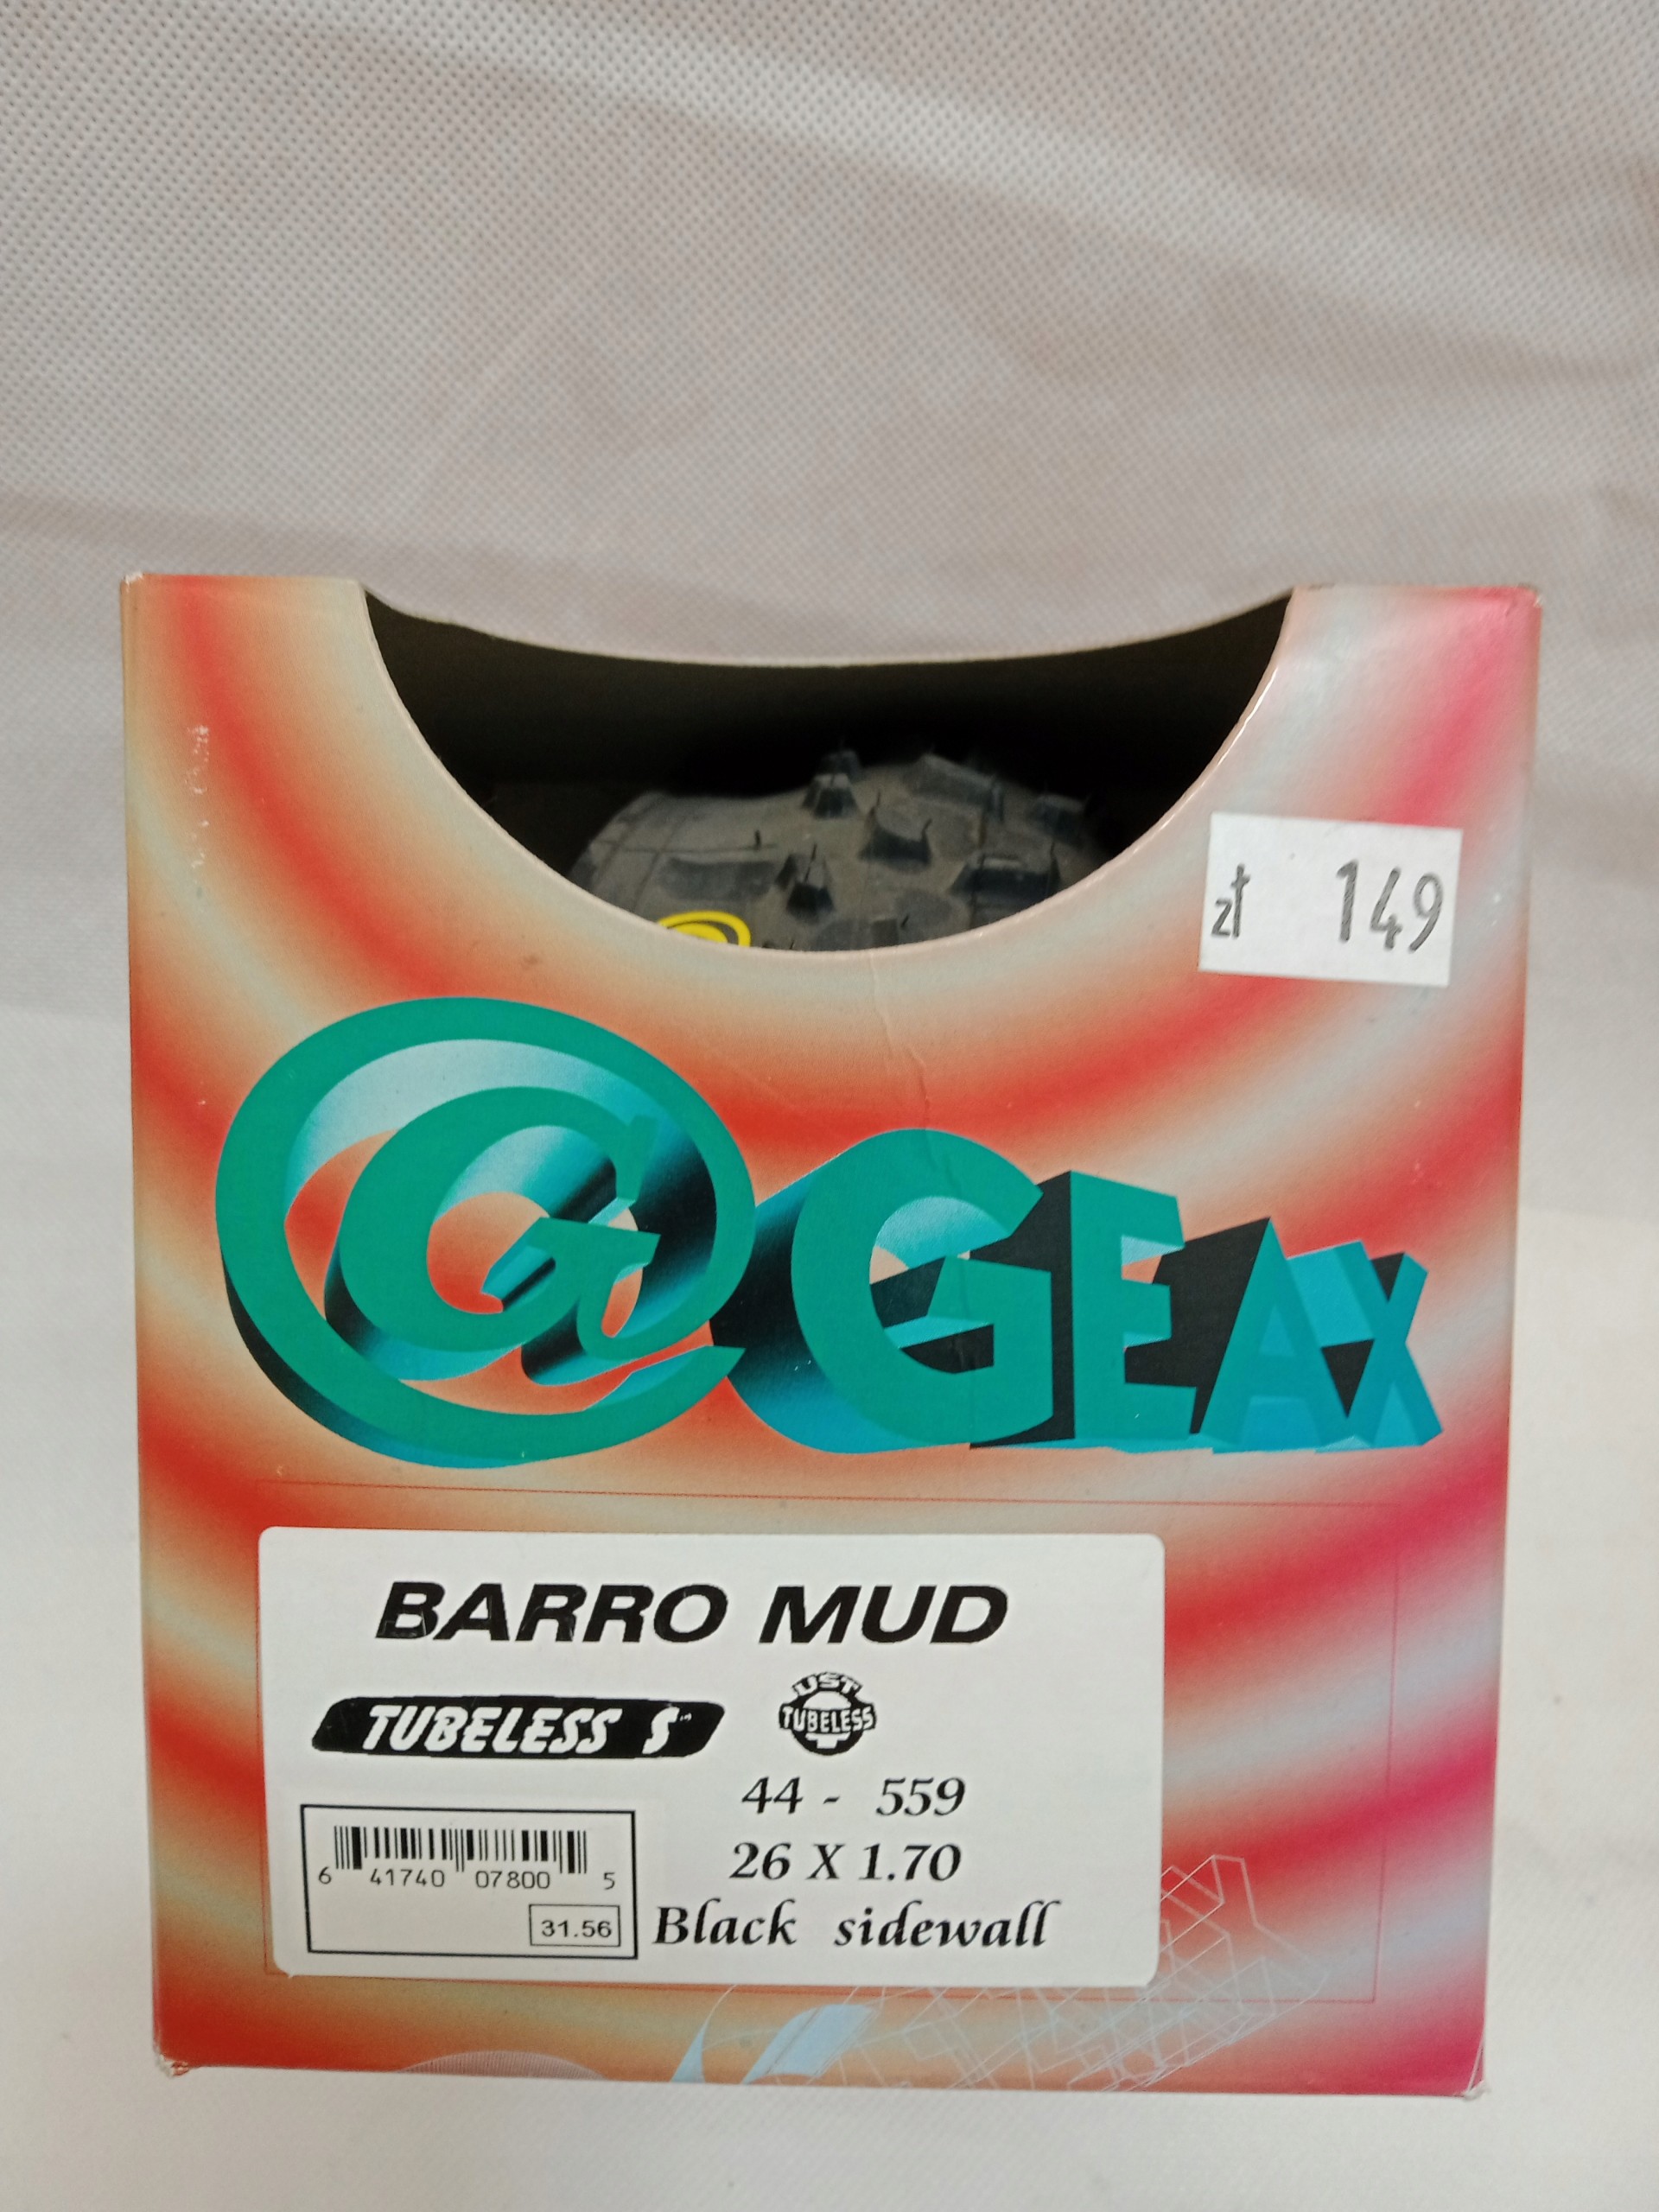 zł 149
G GEAX
BARRO MUD
TUBELESS S™
UST
TUBELESS
44 - 559
26 X 1.70
6 41740 07800 5
31.56
Black sidewall